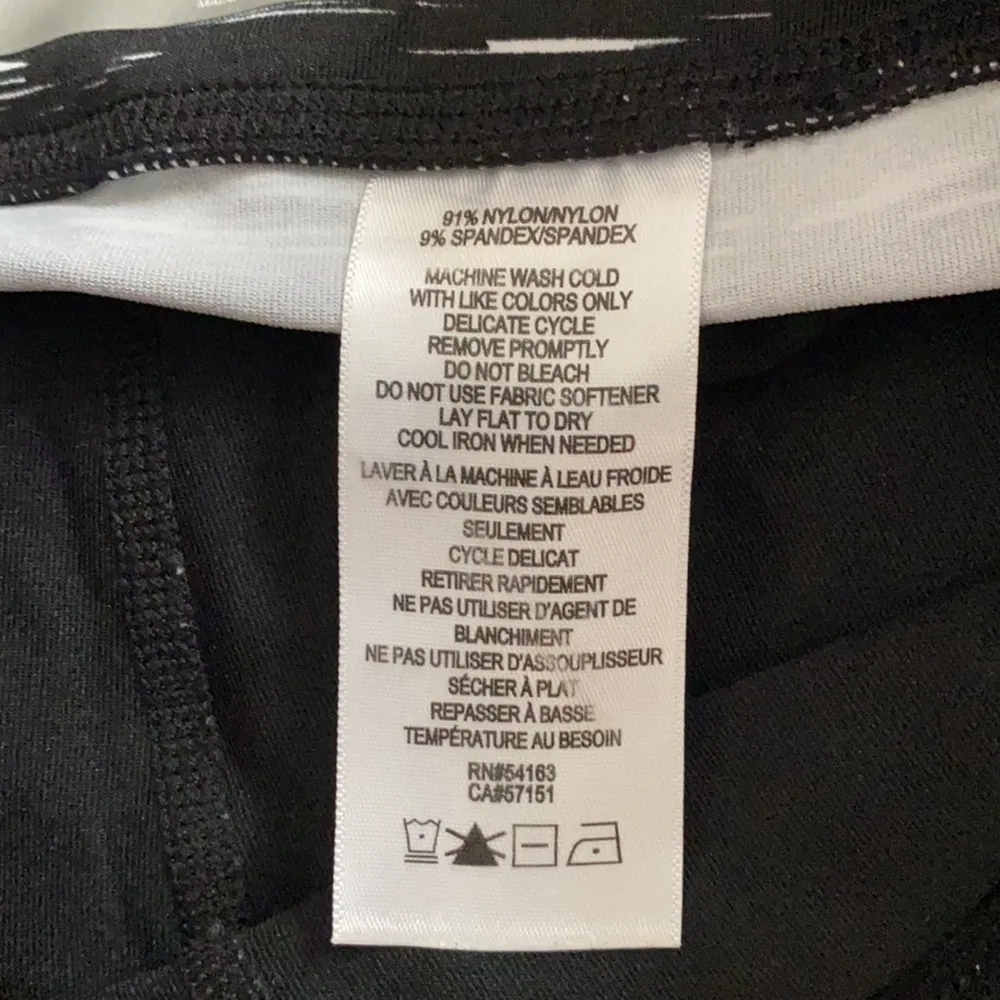 91% NYLON/NYLON
9% SPANDEX/SPANDEX
MACHINE WASH COLD
WITH LIKE COLORS ONLY
DELICATE CYCLE
REMOVE PROMPTLY
DO NOT BLEACH
DO NOT USE FABRIC SOFTENER
LAY FLAT TO DRY
COOL IRON WHEN NEEDED
LAVER À LA MACHINE À LEAU FROIDE
AVEC COULEURS SEMBLABLES
SEULEMENT
CYCLE DELICAT
RETIRER RAPIDEMENT
NE PAS UTILISER D'AGENT DE
BLANCHIMENT
NE PAS UTILISER D'ASSOUPLISSEUR
SÉCHER À PLAT
REPASSER À BASSE
TEMPÉRATURE AU BESOIN
RN#54163
CA#57151